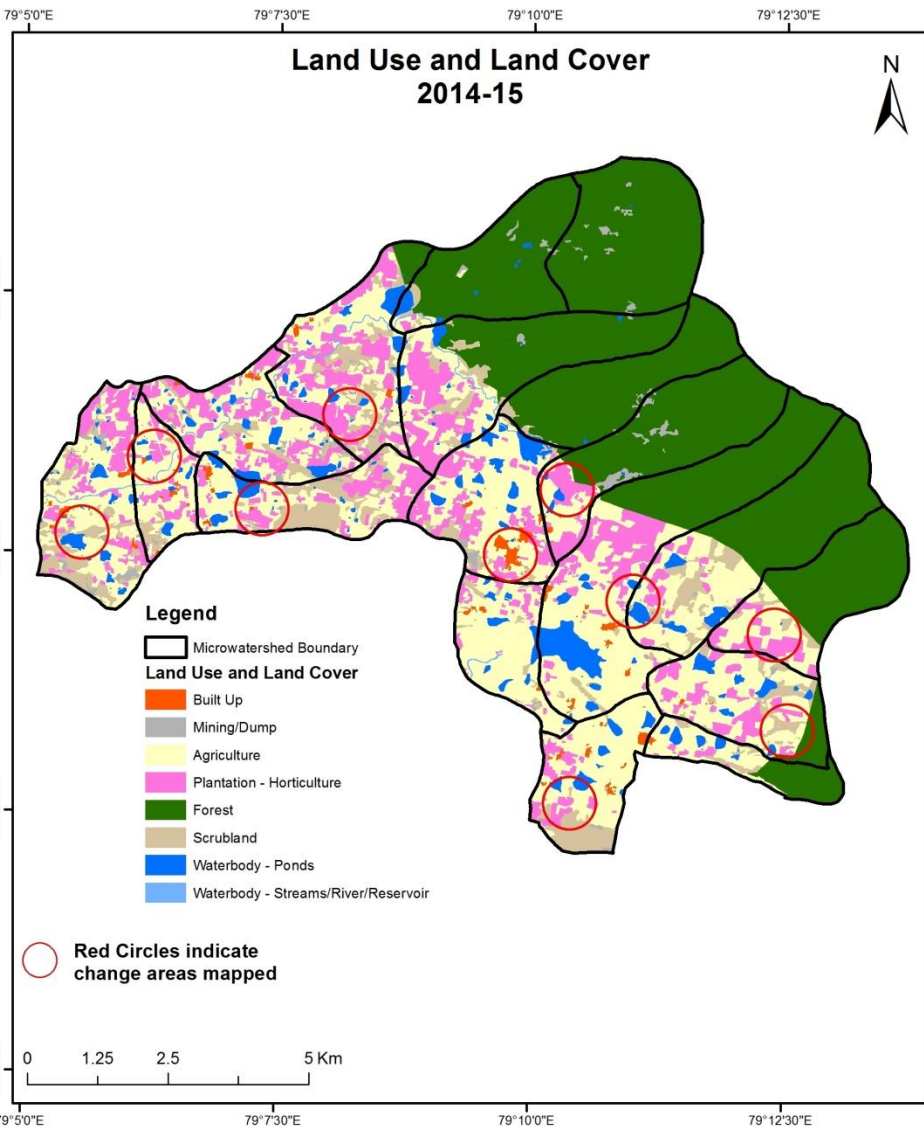 79°5'0"E 79°7'30"E 79°10'0"E 79°12'30"E
Land Use and Land Cover
2014-15
N
Legend
Microwatershed Boundary
Land Use and Land Cover
Built Up
Mining/Dump
Agriculture
Plantation - Horticulture
Forest
Scrubland
Waterbody - Ponds
Waterbody - Streams/River/Reservoir
Red Circles indicate
change areas mapped
0 1.25 2.5 5 Km
79°5'0"E 79°7'30"E 79°10'0"E 79°12'30"E